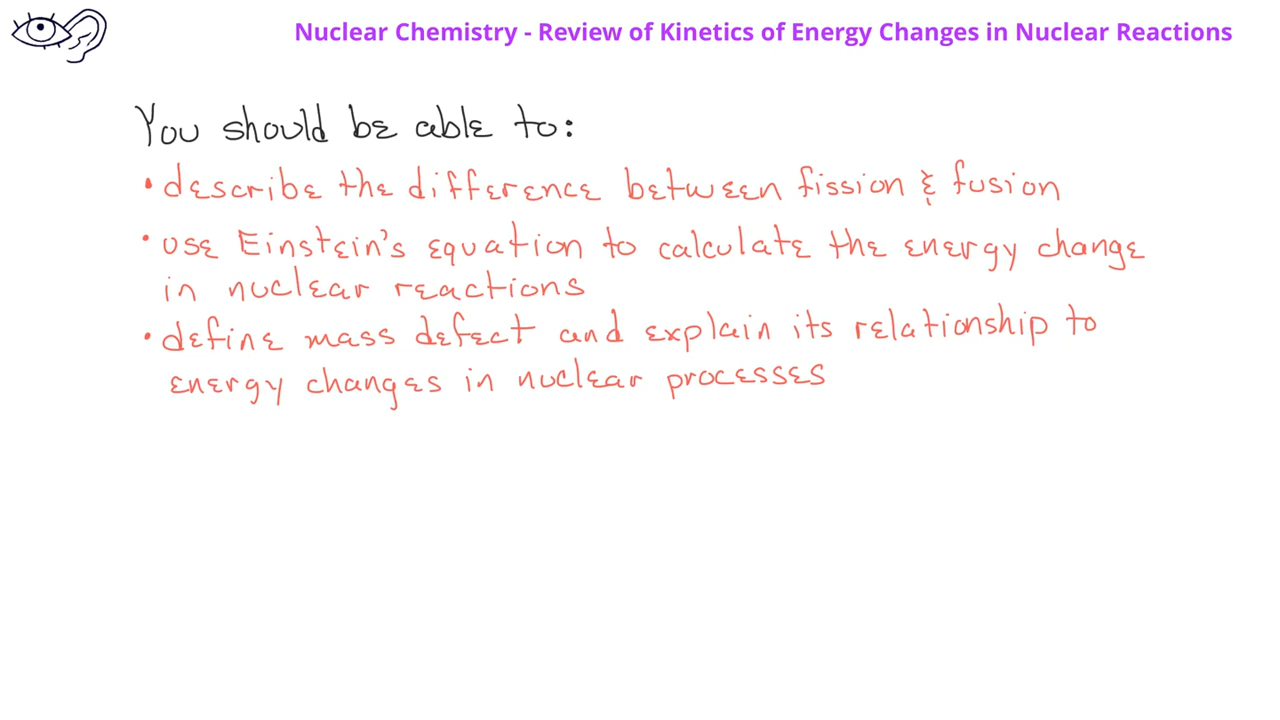 Nuclear Chemistry - Review of Kinetics of Energy Changes in Nuclear Reactions
You should be able to:
• describe the difference between fission & fusion
• use Einstein's equation to calculate the energy change
in nuclear reactions
• define mass defect and explain its relationship to
energy changes in nuclear processes